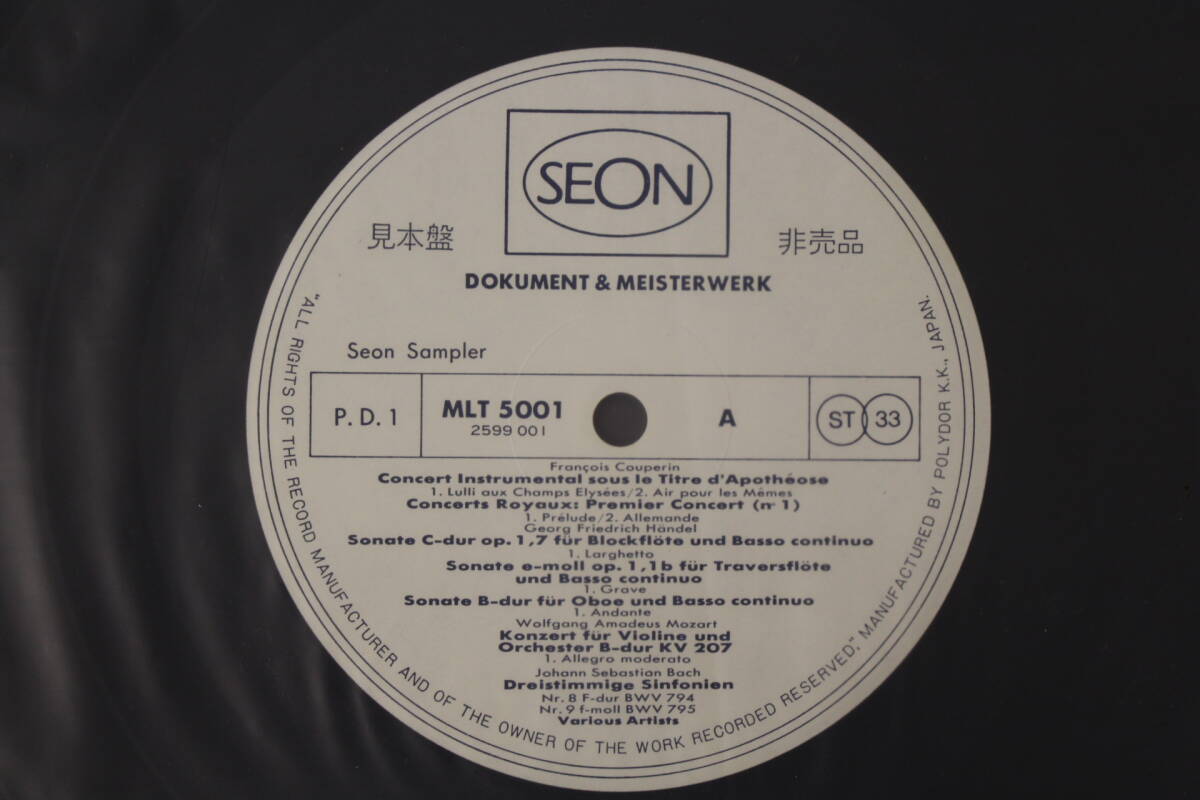 SEON
見本盤
非売品
DOKUMENT & MEISTERWERK
Seon Sampler
P. D. 1
MLT 5001
2599 001
A
ST 33
François Couperin
Concert Instrumental sous le Titre d'Apothéose
1. Lulli aux Champs Elysées/2. Air pour les Mêmes
Concerts Royaux: Premier Concert (nº 1)
1. Prélude/2. Allemande
Georg Friedrich Händel
Sonate C-dur op. 1,7 für Blockflöte und Basso continuo
1. Larghetto
Sonate e-moll op. 1,1b für Traversflöte
und Basso continuo
1. Grave
Sonate B-dur für Oboe und Basso continuo
1. Andante
Wolfgang Amadeus Mozart
Konzert für Violine und
Orchester B-dur KV 207
1. Allegro moderato
Johann Sebastian Bach
Dreistimmige Sinfonien
Nr. 8 F-dur BWV 794
Nr. 9 f-moll BWV 795
Various Artists
"ALL RIGHTS OF THE RECORD MANUFACTURER AND OF THE OWNER OF THE WORK RECORDED RESERVED," MANUFACTURED BY POLYDOR K.K., JAPAN.